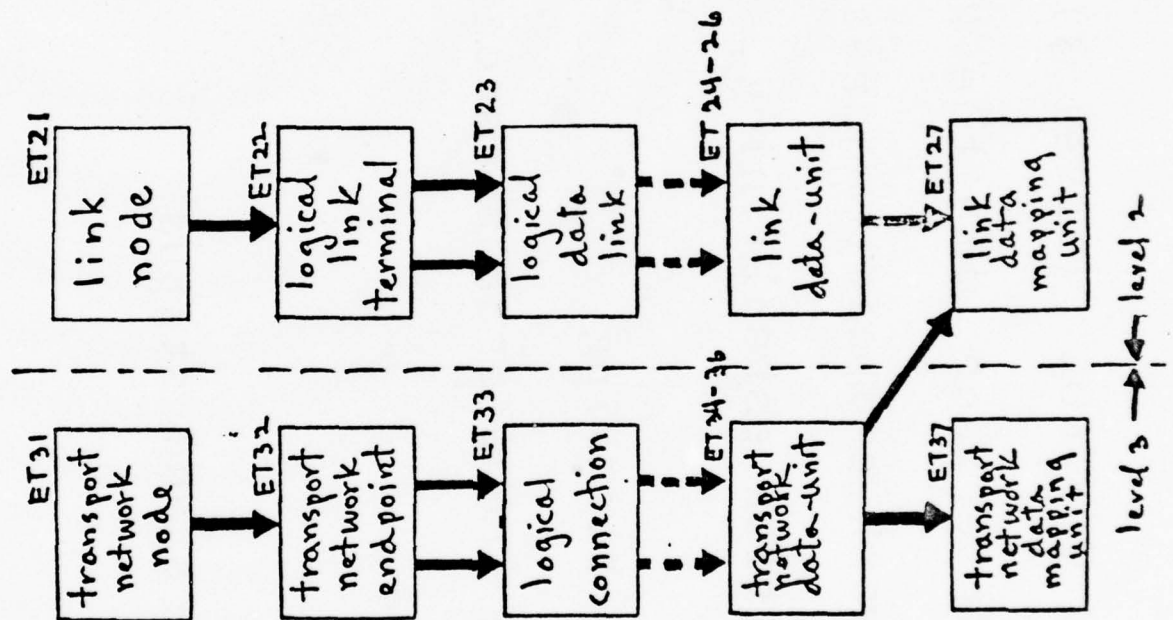 ET31
transport
network
node
ET21
link
node
ET32
transport
network
endpoint
ET22
logical
link
terminal
ET33
logical
connection
ET23
logical
data
link
ET34-36
transport
network
data-unit
ET24-26
link
data-unit
ET37
transport
network
data
mapping
unit
ET27
link
data
mapping
unit
level 3 → ← level 2